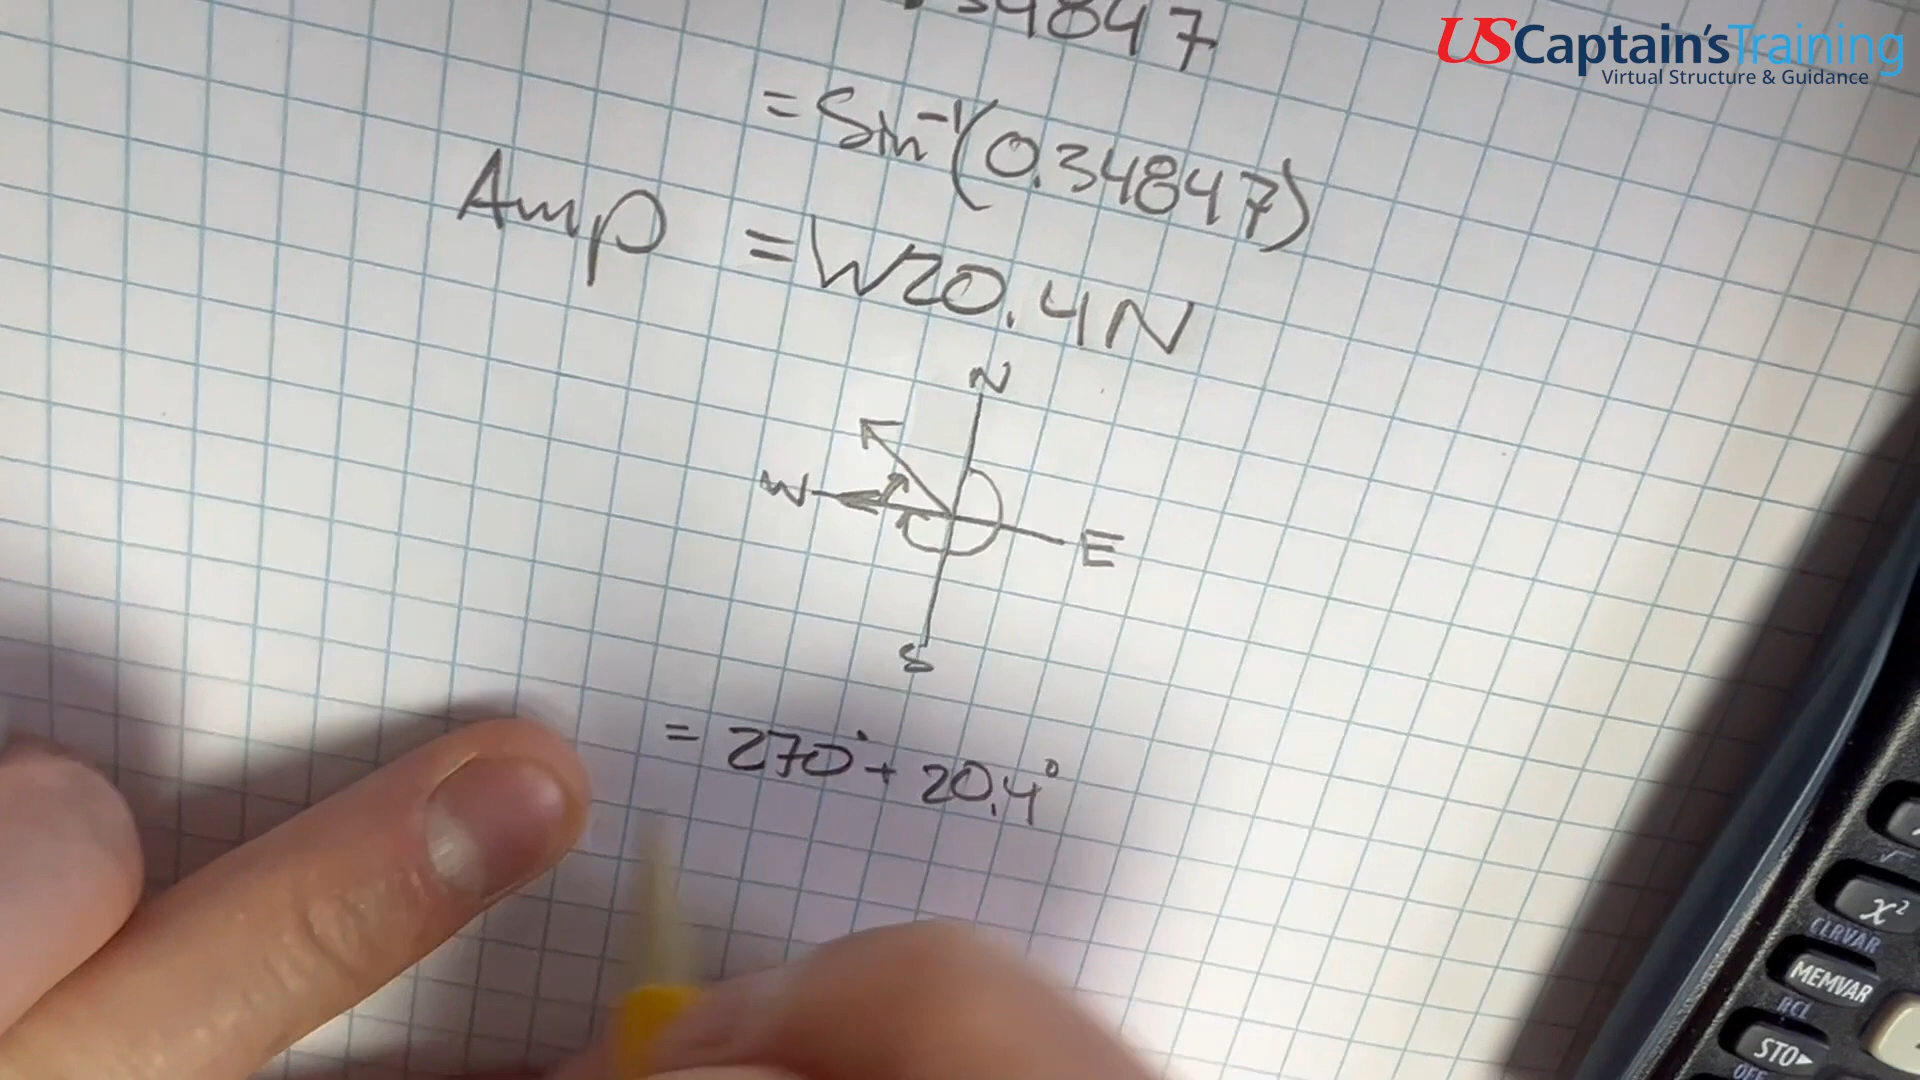 .34847
USCaptain'sTraining
Virtual Structure & Guidance
= Sin⁻¹(0.34847)
Amp = W20.4N
N
W
E
S
= 270° + 20.4°
x²
CLRVAR
MEMVAR
RCL
STO▸
OFF